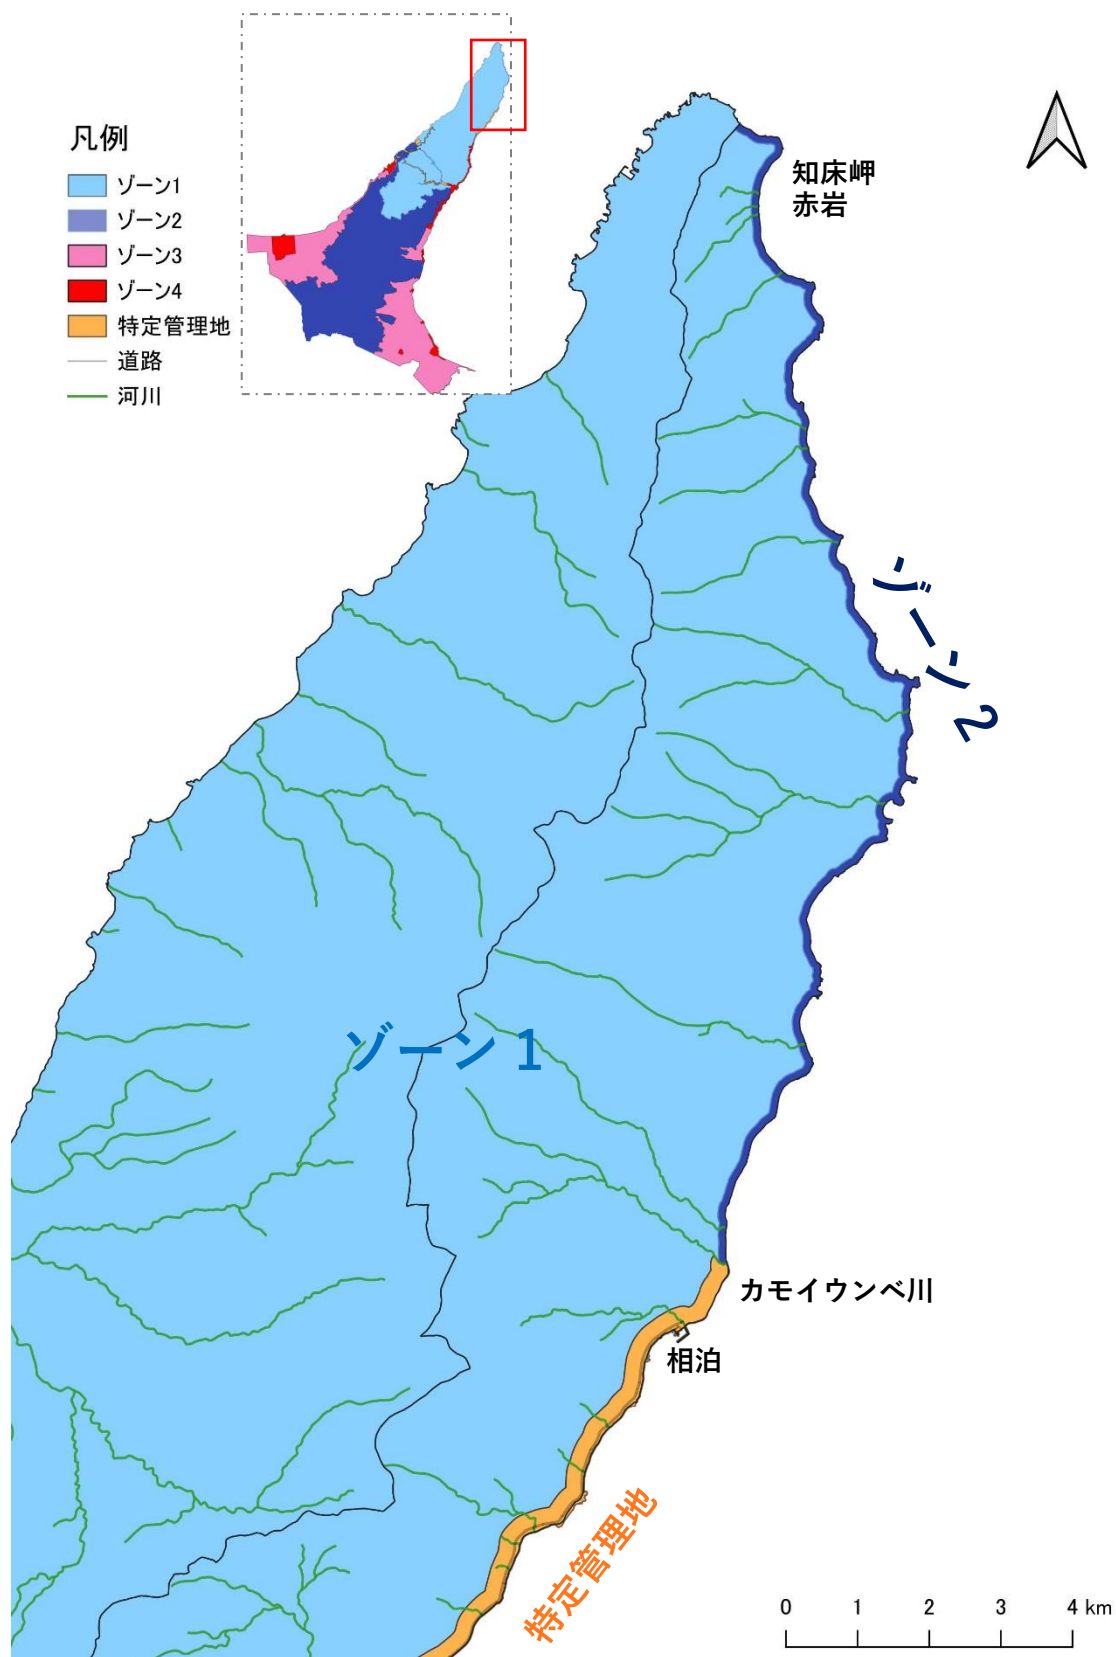 凡例
ゾーン1
ゾーン2
ゾーン3
ゾーン4
特定管理地
道路
河川
知床岬
赤岩
ゾーン2
ゾーン1
カモイウンベ川
相泊
特定管理地
0 1 2 3 4 km